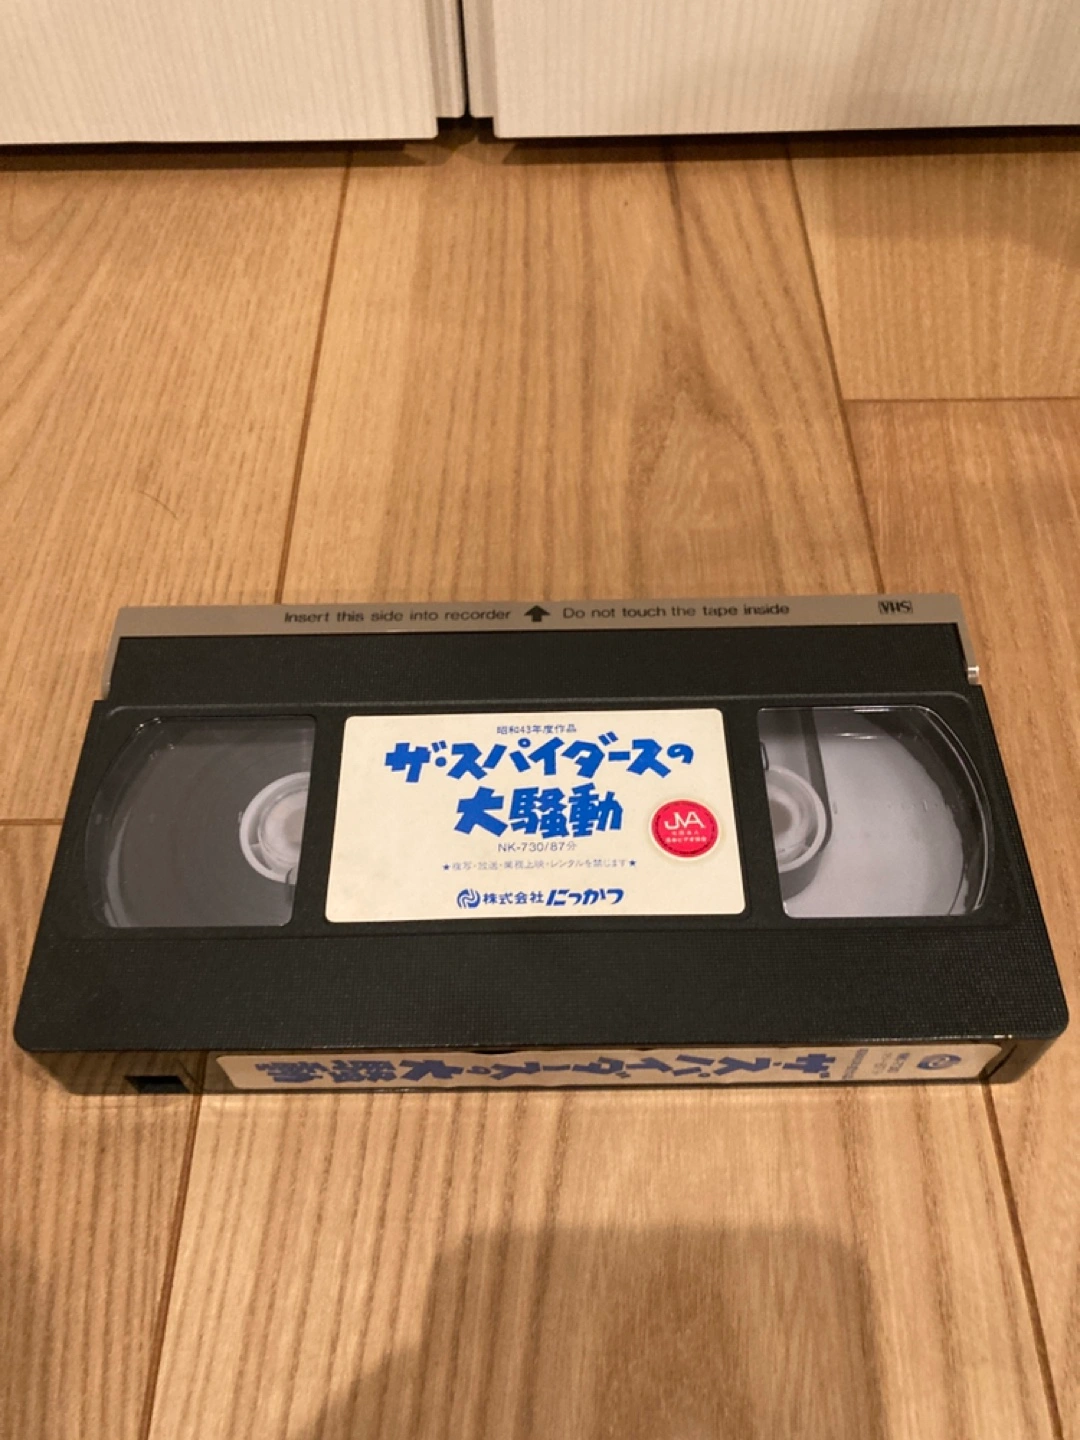 Insert this side into recorder Do not touch the tape inside VHS
昭和43年度作品
ザ・スパイダースの
大騒動
NK-730/87分
★複写・放送・業務上映・レンタルを禁じます★
株式会社にっかつ
JVA
ザ・スパイダースの大騒動